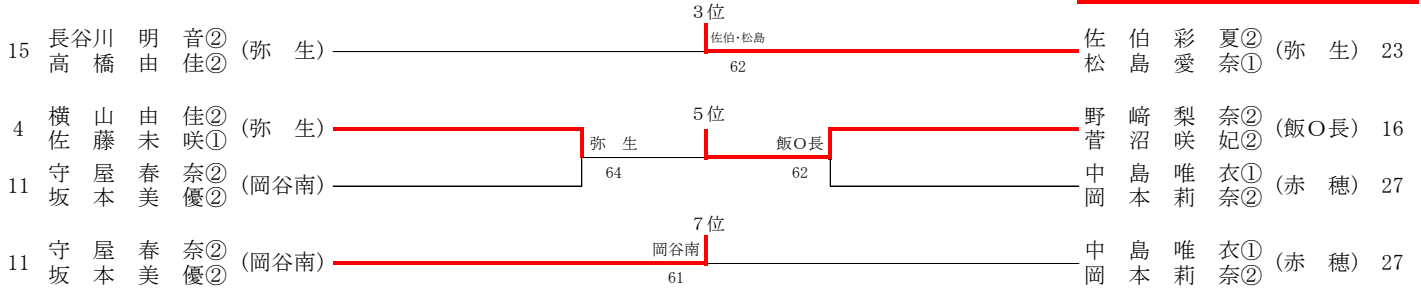 3位
長谷川 明 音② 佐伯・松島 佐 伯 彩 夏②
15 (弥 生) (弥 生) 23
高 橋 由 佳② 62 松 島 愛 奈①
5位
横 山 由 佳② 野 﨑 梨 奈②
4 (弥 生) (飯O長) 16
佐 藤 未 咲① 弥 生 飯O長 菅 沼 咲 妃②
守 屋 春 奈② 64 62 中 島 唯 衣①
11 (岡谷南) (赤 穂) 27
坂 本 美 優② 岡 本 莉 奈②
7位
守 屋 春 奈② 岡谷南 中 島 唯 衣①
11 (岡谷南) (赤 穂) 27
坂 本 美 優② 61 岡 本 莉 奈②